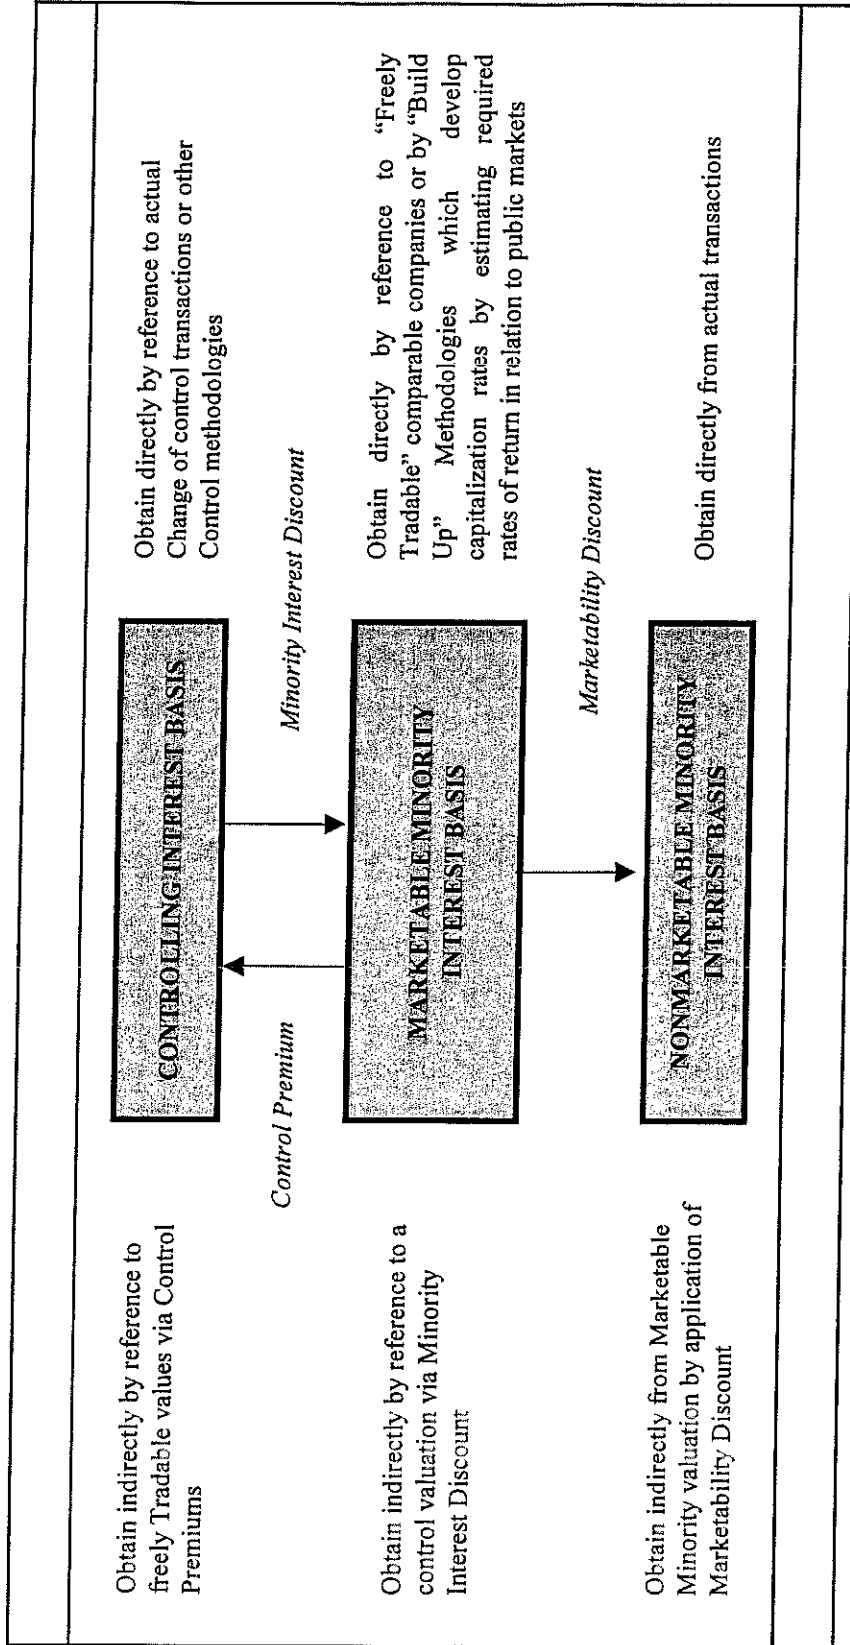 Obtain indirectly by reference to
freely Tradable values via Control
Premiums
CONTROLLING INTEREST BASIS
Obtain directly by reference to actual
Change of control transactions or other
Control methodologies
Control Premium
Minority Interest Discount
Obtain indirectly by reference to a
control valuation via Minority
Interest Discount
MARKETABLE MINORITY
INTEREST BASIS
Obtain directly by reference to “Freely
Tradable” comparable companies or by “Build
Up” Methodologies which develop
capitalization rates by estimating required
rates of return in relation to public markets
Marketability Discount
Obtain indirectly from Marketable
Minority valuation by application of
Marketability Discount
NONMARKETABLE MINORITY
INTEREST BASIS
Obtain directly from actual transactions